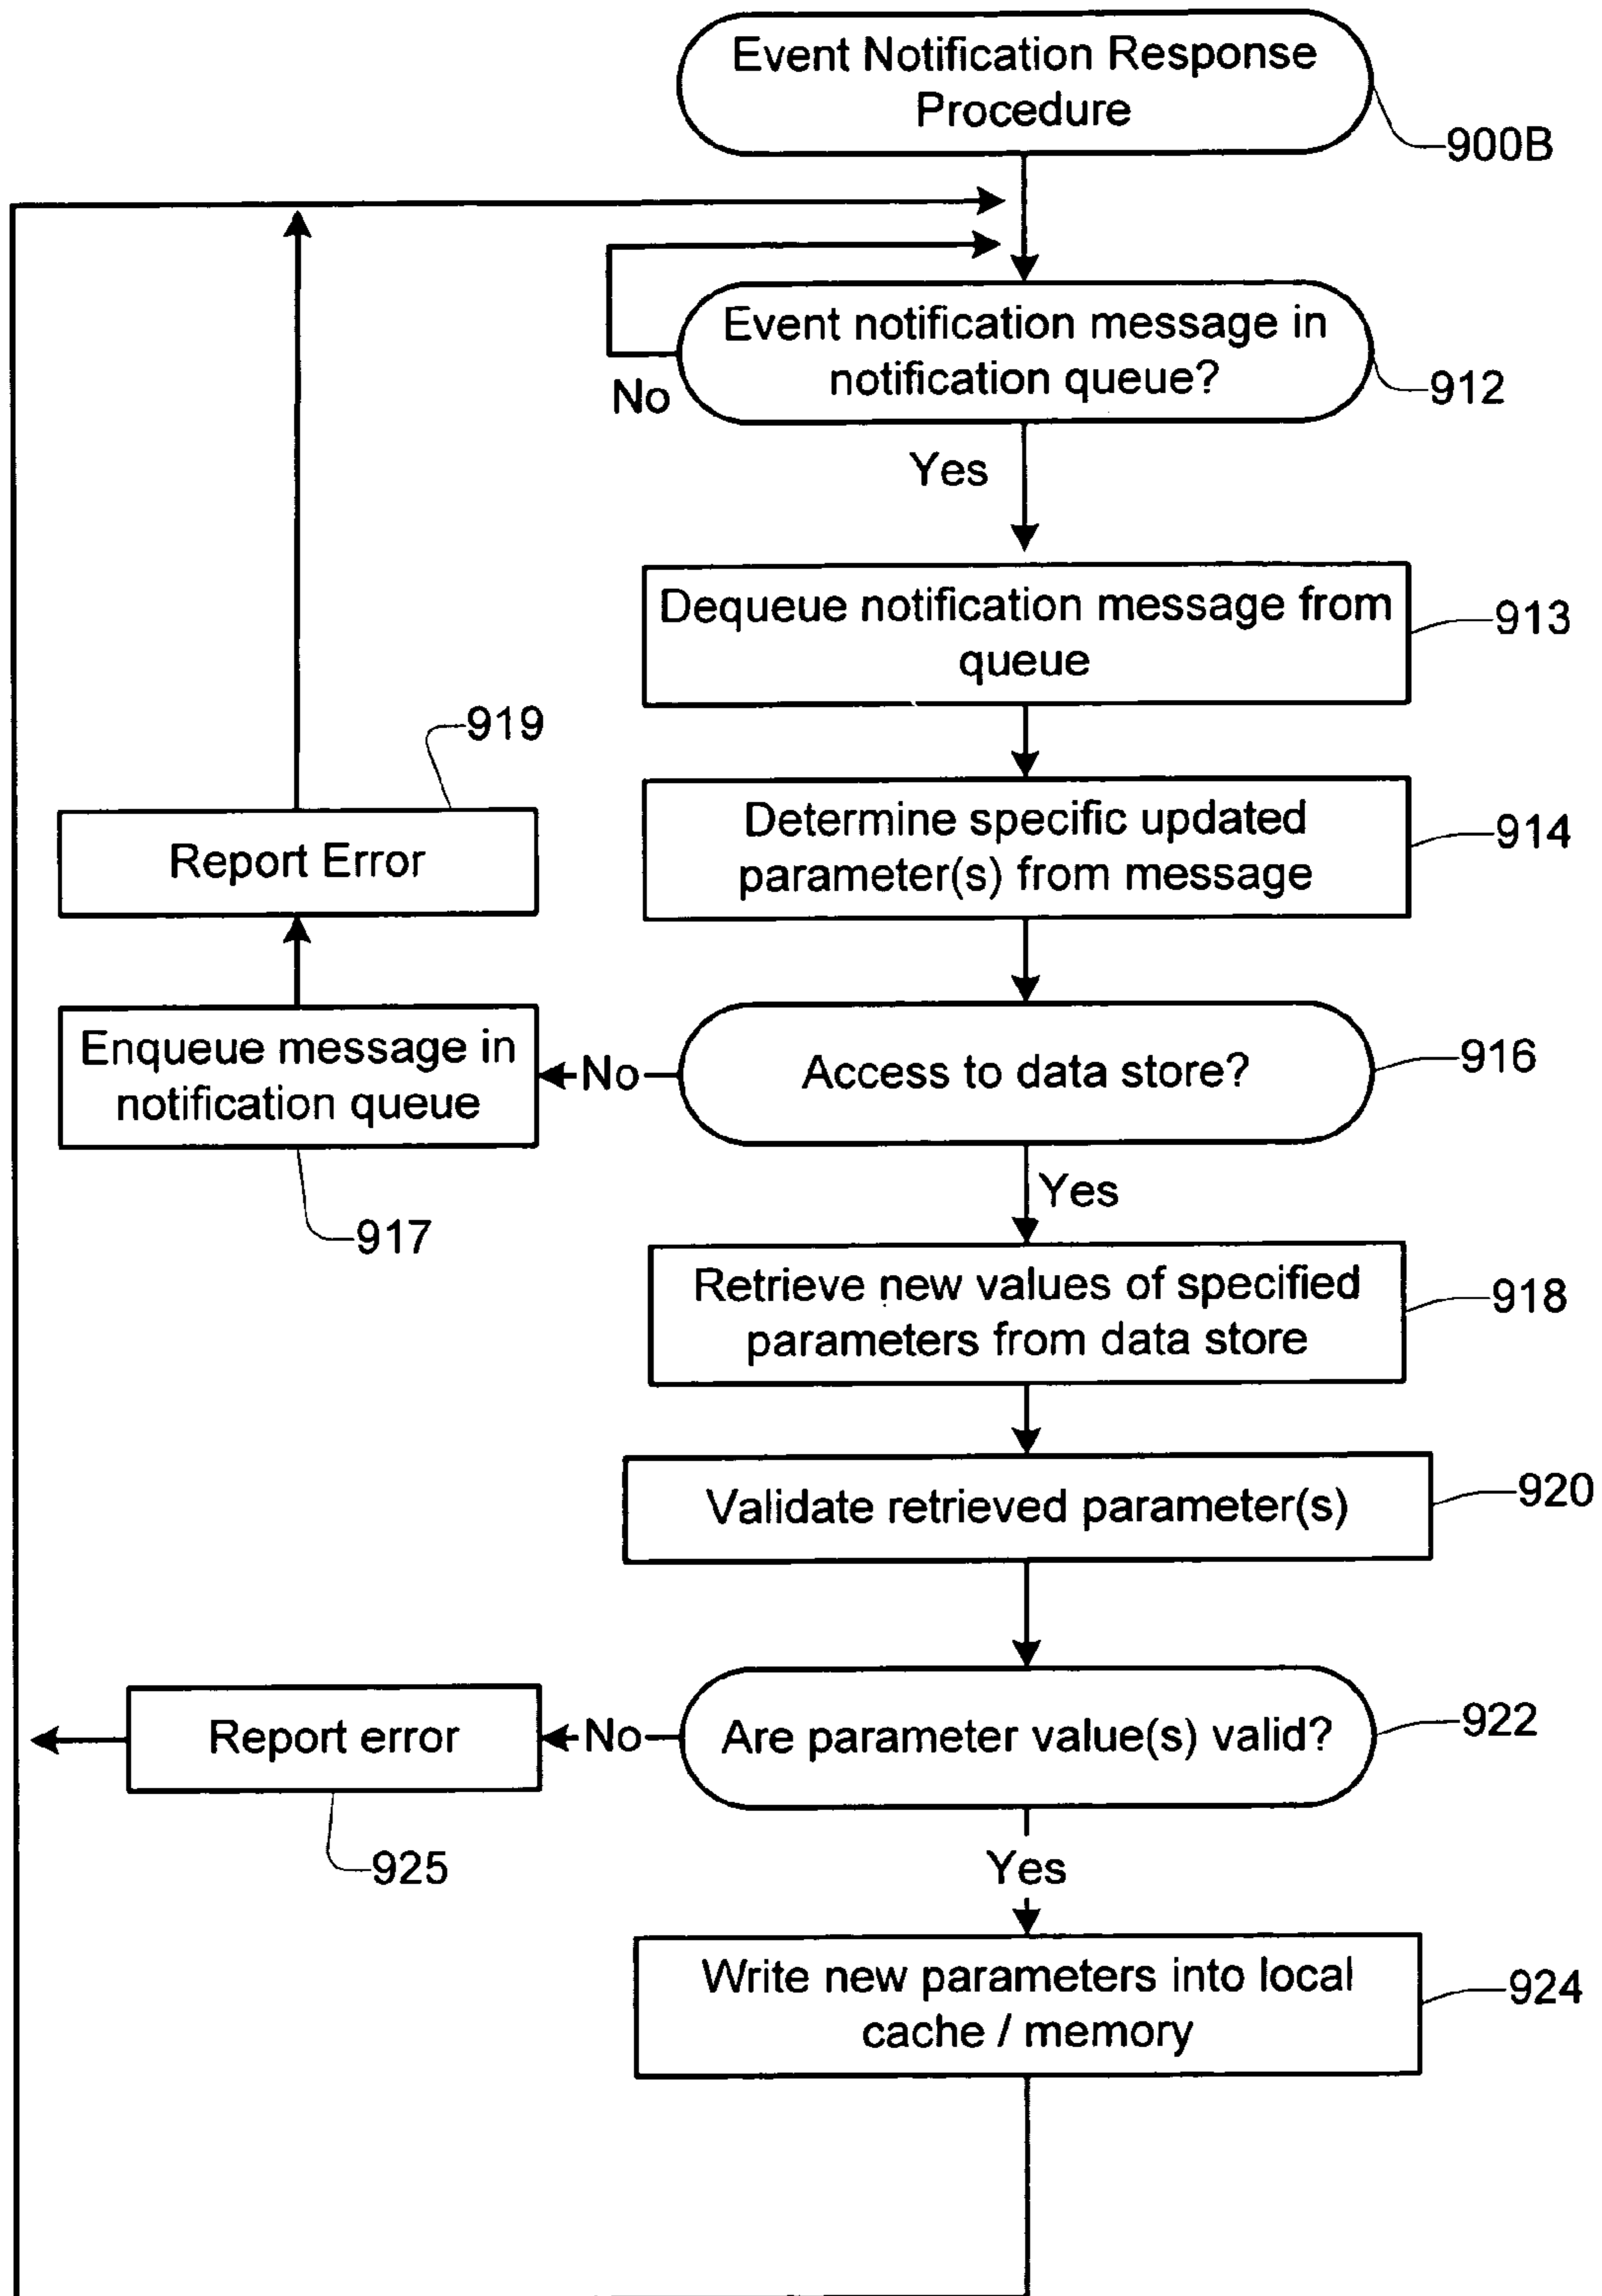 Event Notification Response
Procedure
900B
Event notification message in
notification queue?
912
No
Yes
Dequeue notification message from
queue
913
919
Determine specific updated
parameter(s) from message
914
Report Error
Enqueue message in
notification queue
No
Access to data store?
916
917
Yes
Retrieve new values of specified
parameters from data store
918
Validate retrieved parameter(s)
920
Report error
No
Are parameter value(s) valid?
922
925
Yes
Write new parameters into local
cache / memory
924